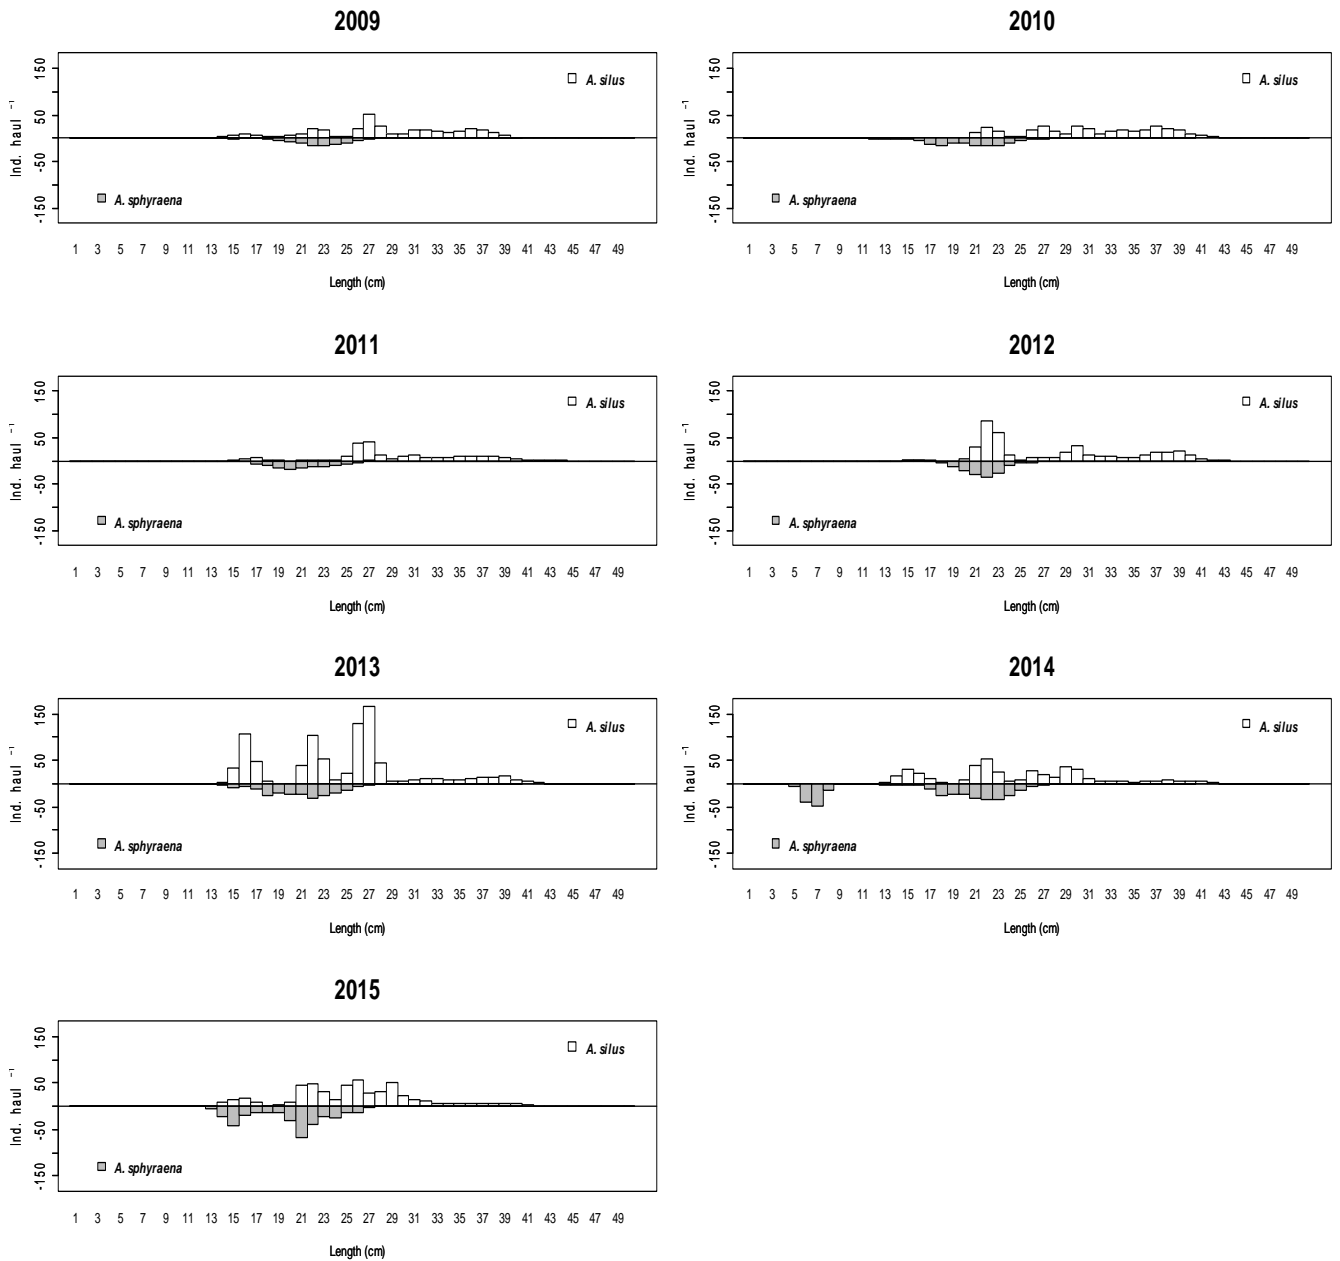 2009
150
50
-50
-150
Ind. haul ⁻¹
A. silus
A. sphyraena
1 3 5 7 9 11 13 15 17 19 21 23 25 27 29 31 33 35 37 39 41 43 45 47 49
Length (cm)
2010
150
50
-50
-150
Ind. haul ⁻¹
A. silus
A. sphyraena
1 3 5 7 9 11 13 15 17 19 21 23 25 27 29 31 33 35 37 39 41 43 45 47 49
Length (cm)
2011
150
50
-50
-150
Ind. haul ⁻¹
A. silus
A. sphyraena
1 3 5 7 9 11 13 15 17 19 21 23 25 27 29 31 33 35 37 39 41 43 45 47 49
Length (cm)
2012
150
50
-50
-150
Ind. haul ⁻¹
A. silus
A. sphyraena
1 3 5 7 9 11 13 15 17 19 21 23 25 27 29 31 33 35 37 39 41 43 45 47 49
Length (cm)
2013
150
50
-50
-150
Ind. haul ⁻¹
A. silus
A. sphyraena
1 3 5 7 9 11 13 15 17 19 21 23 25 27 29 31 33 35 37 39 41 43 45 47 49
Length (cm)
2014
150
50
-50
-150
Ind. haul ⁻¹
A. silus
A. sphyraena
1 3 5 7 9 11 13 15 17 19 21 23 25 27 29 31 33 35 37 39 41 43 45 47 49
Length (cm)
2015
150
50
-50
-150
Ind. haul ⁻¹
A. silus
A. sphyraena
1 3 5 7 9 11 13 15 17 19 21 23 25 27 29 31 33 35 37 39 41 43 45 47 49
Length (cm)